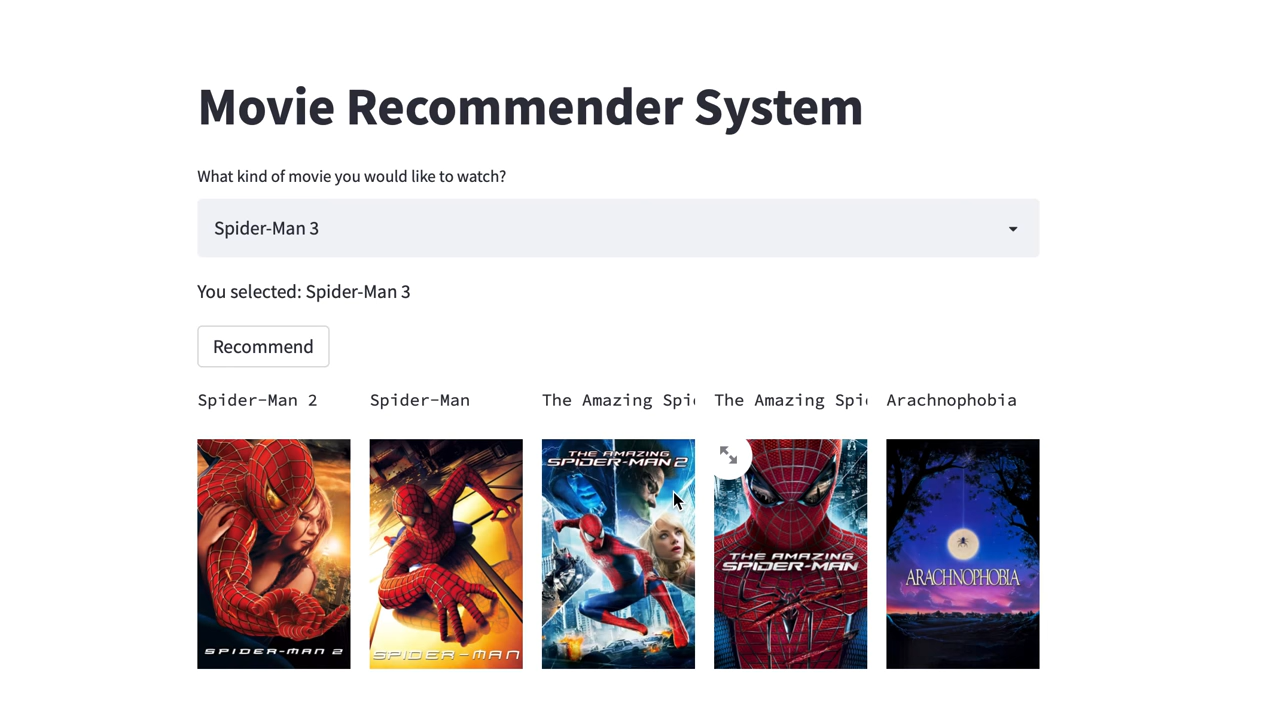 Movie Recommender System
What kind of movie you would like to watch?
Spider-Man 3
You selected: Spider-Man 3
Recommend
Spider-Man 2
Spider-Man
The Amazing Spi
The Amazing Spi
Arachnophobia
SPIDER-MAN 2
SPIDER-MAN
THE AMAZING
SPIDER-MAN 2
THE AMAZING
SPIDER-MAN
ARACHNOPHOBIA